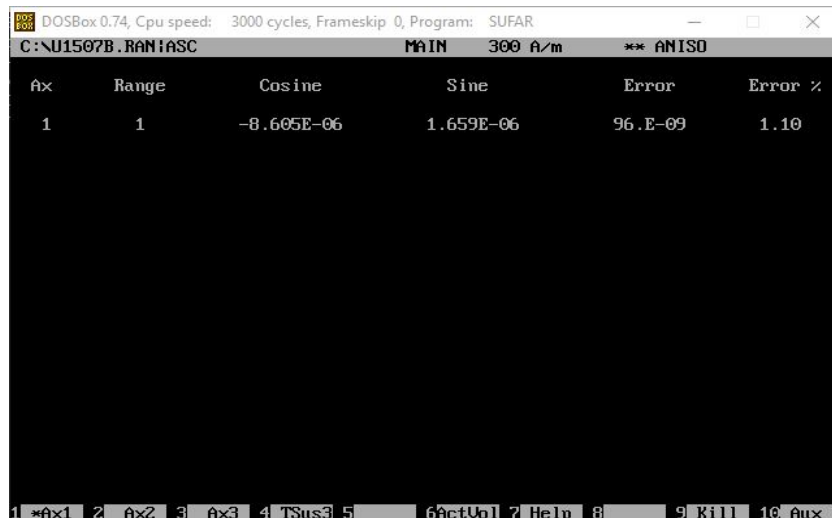 DOSBox 0.74, Cpu speed: 3000 cycles, Frameskip 0, Program: SUFAR
C:\U1507B.RAN|ASC MAIN 300 A/m ** ANISO
Ax Range Cosine Sine Error Error %
1 1 -8.605E-06 1.659E-06 96.E-09 1.10
1 *Ax1 2 Ax2 3 Ax3 4 TSus3 5 6ActVol 7 Help 8 9 Kill 10 Aux